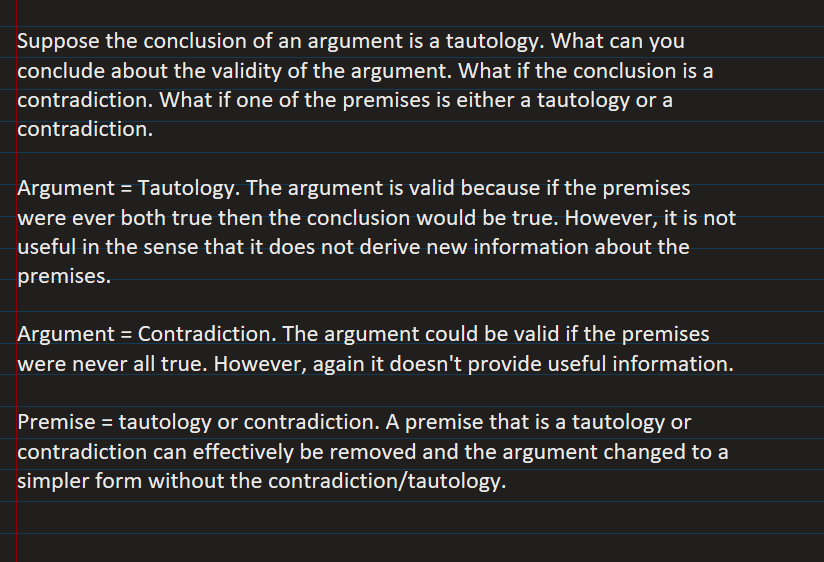 Suppose the conclusion of an argument is a tautology. What can you
conclude about the validity of the argument. What if the conclusion is a
contradiction. What if one of the premises is either a tautology or a
contradiction.
Argument = Tautology. The argument is valid because if the premises
were ever both true then the conclusion would be true. However, it is not
useful in the sense that it does not derive new information about the
premises.
Argument = Contradiction. The argument could be valid if the premises
were never all true. However, again it doesn't provide useful information.
Premise = tautology or contradiction. A premise that is a tautology or
contradiction can effectively be removed and the argument changed to a
simpler form without the contradiction/tautology.